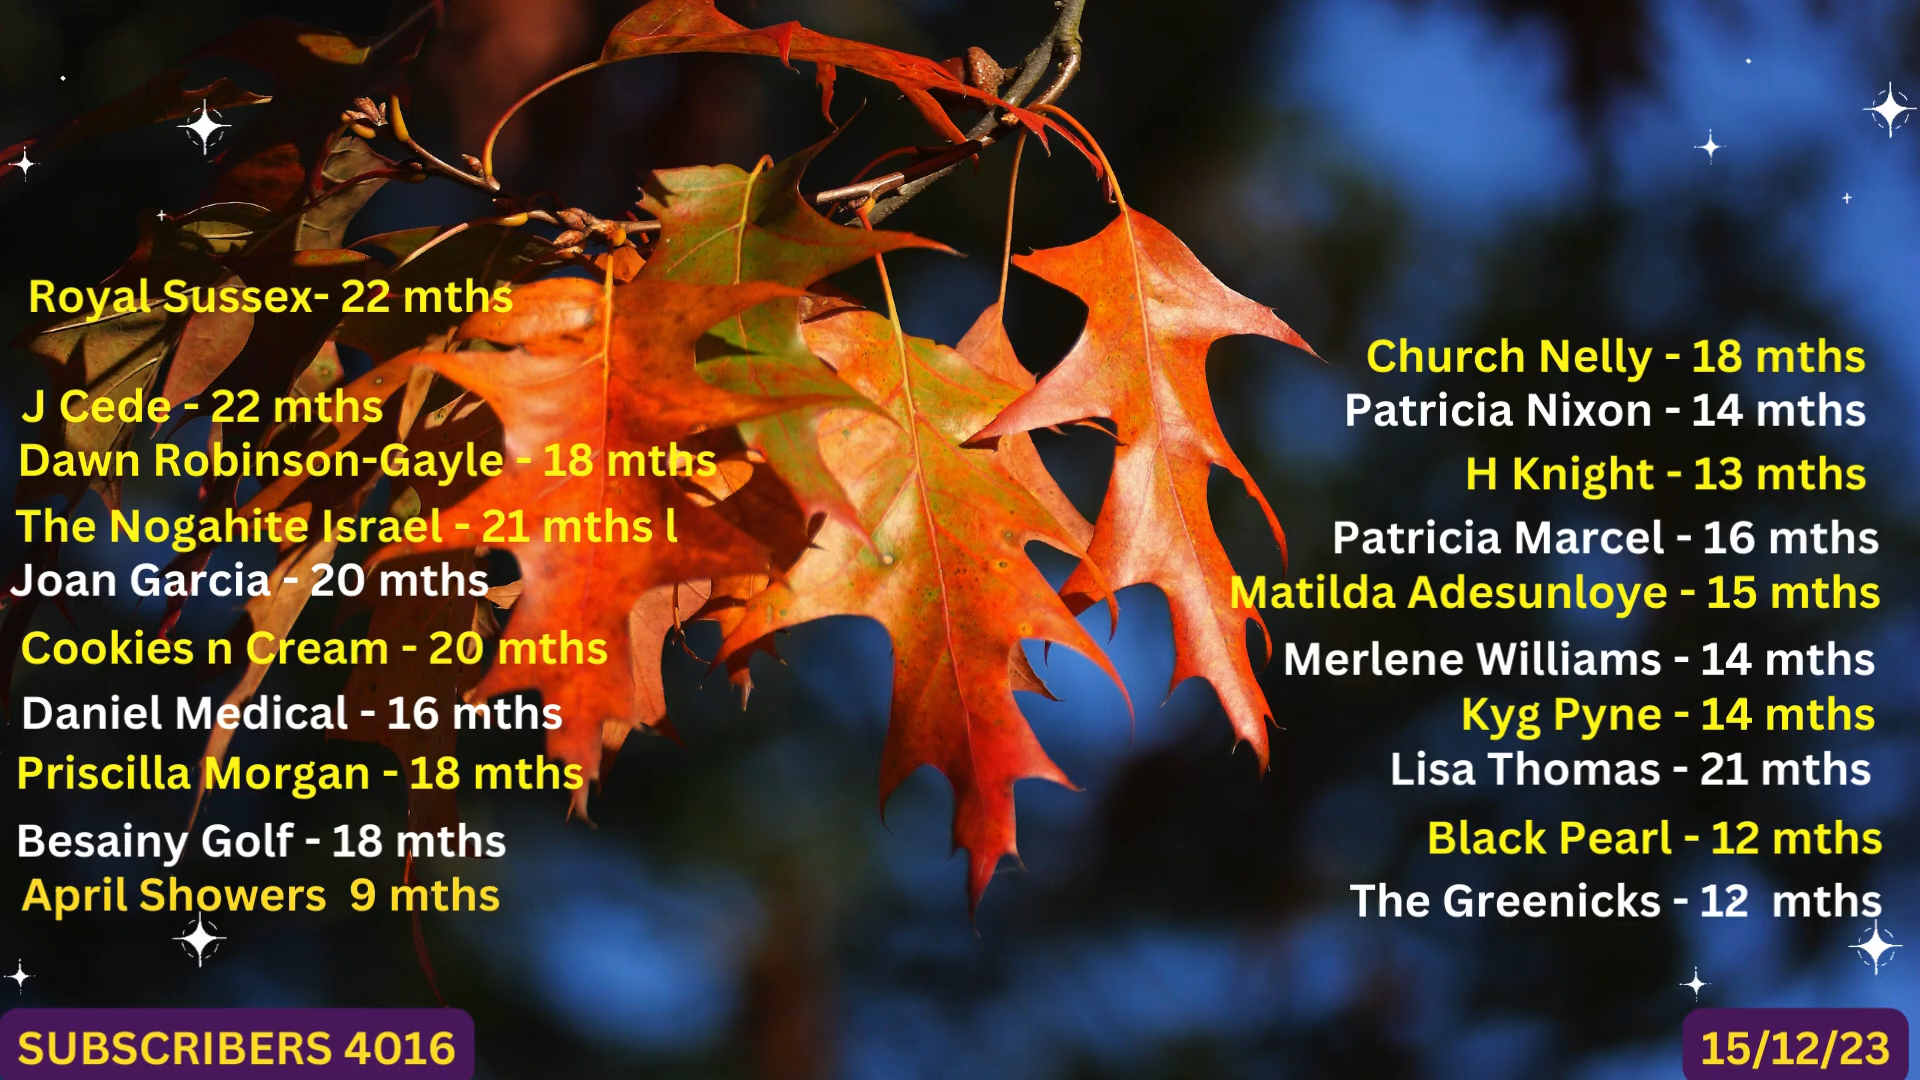 Royal Sussex- 22 mths
J Cede - 22 mths
Dawn Robinson-Gayle - 18 mths
The Nogahite Israel - 21 mths l
Joan Garcia - 20 mths
Cookies n Cream - 20 mths
Daniel Medical - 16 mths
Priscilla Morgan - 18 mths
Besainy Golf - 18 mths
April Showers  9 mths
Church Nelly - 18 mths
Patricia Nixon - 14 mths
H Knight - 13 mths
Patricia Marcel - 16 mths
Matilda Adesunloye - 15 mths
Merlene Williams - 14 mths
Kyg Pyne - 14 mths
Lisa Thomas - 21 mths
Black Pearl - 12 mths
The Greenicks - 12  mths
SUBSCRIBERS 4016
15/12/23